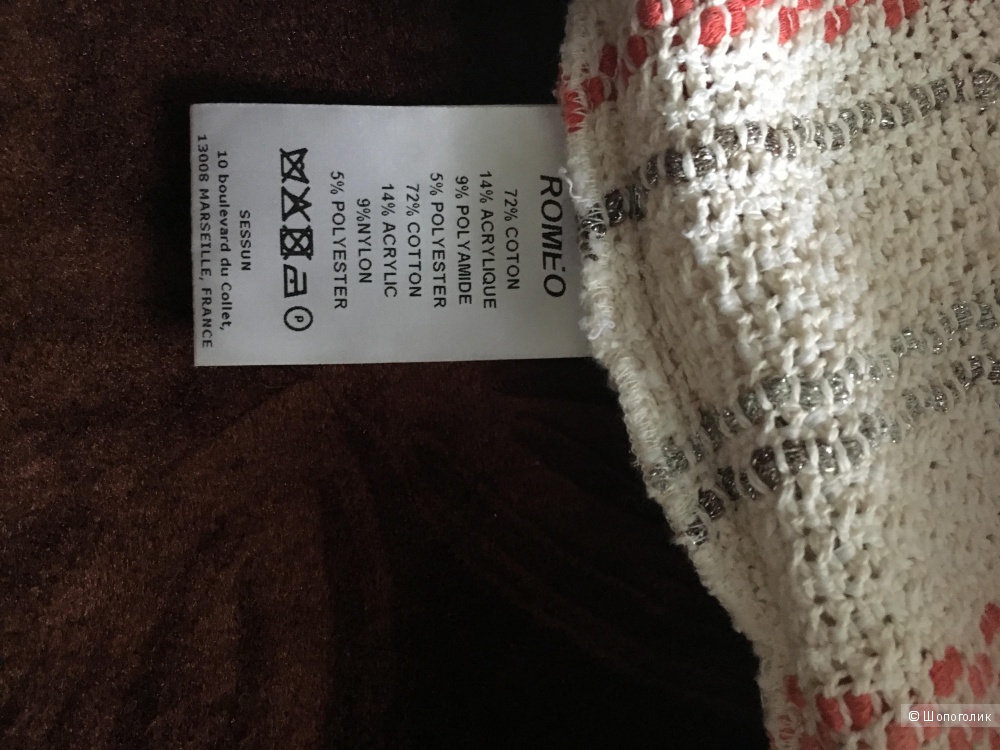 ROMÉO
72% COTON
14% ACRYLIQUE
9% POLYAMIDE
5% POLYESTER
72% COTTON
14% ACRYLIC
9%NYLON
5% POLYESTER
P
SESSUN
10 boulevard du Collet,
13008 MARSEILLE, FRANCE
© Шопоголик